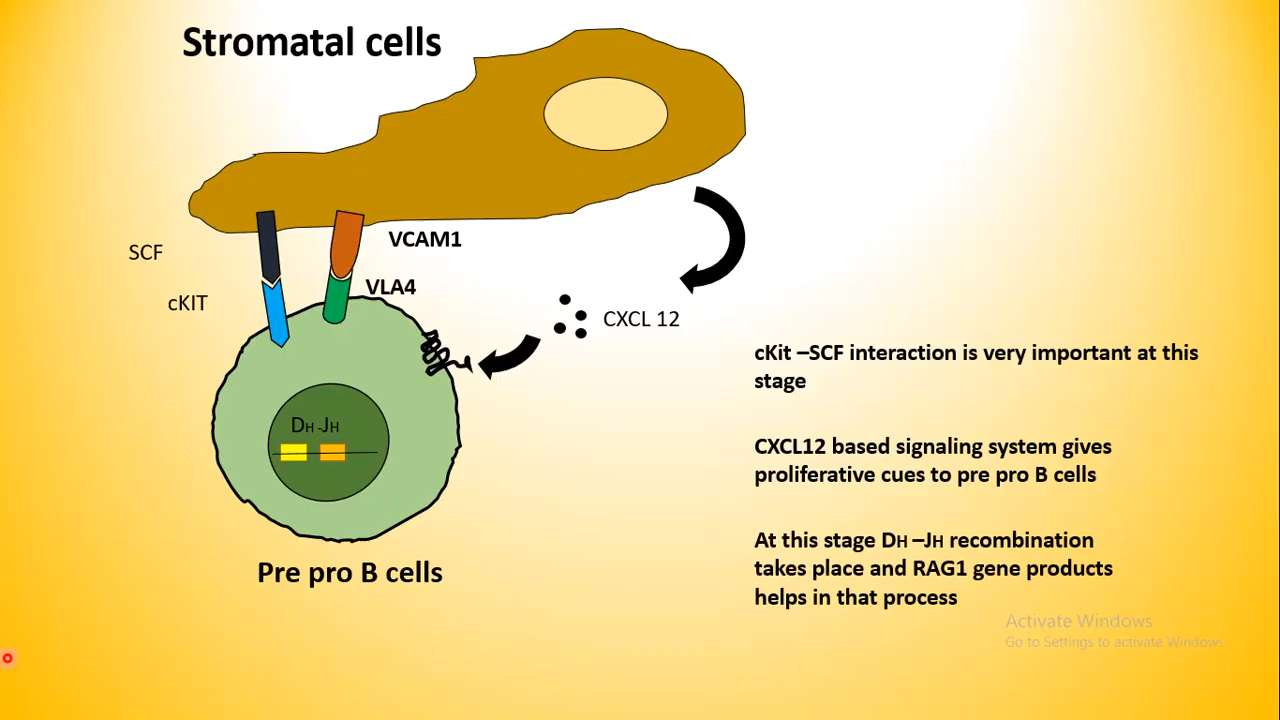 Stromatal cells
SCF
VCAM1
cKIT
VLA4
CXCL 12
DH -JH
Pre pro B cells
cKit –SCF interaction is very important at this
stage
CXCL12 based signaling system gives
proliferative cues to pre pro B cells
At this stage DH –JH recombination
takes place and RAG1 gene products
helps in that process
Activate Windows
Go to Settings to activate Windows